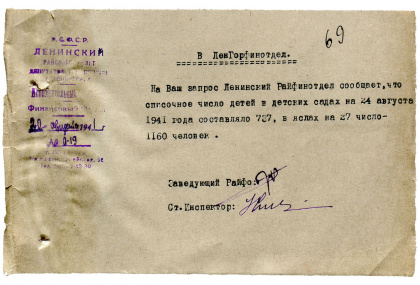 69
Р.С.Ф.С.Р.
ЛЕНИНСКИЙ
В ЛенГорфинотдел.
На Ваш запрос Ленинский Райфинотдел сообщает, что
списочное число детей в детских садах на 24 августа
1941 года составляло 727, в яслях на 27 число-
1160 человек.
Заведующий Райфо:
Ст.Инспектор: